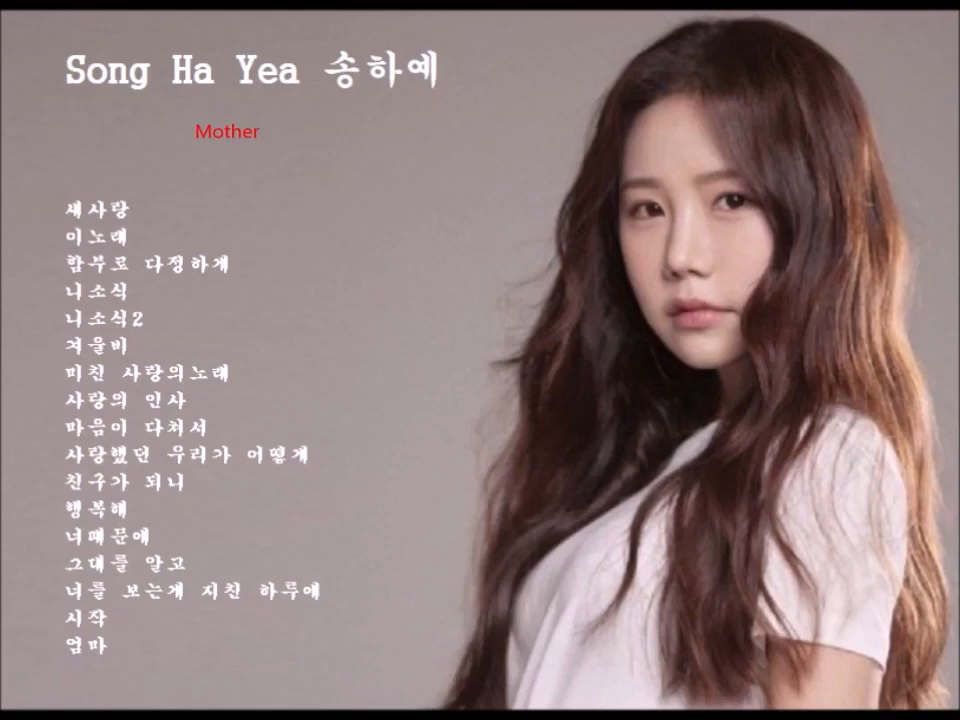 Song Ha Yea 송하예
Mother
새사랑
이노래
함부로 다정하게
니소식
니소식2
겨울비
미친 사랑의노래
사랑의 인사
마음이 다쳐서
사랑했던 우리가 어떻게
친구가 되니
행복해
너때문애
그대를 알고
너를 보는게 지친 하루에
시작
엄마